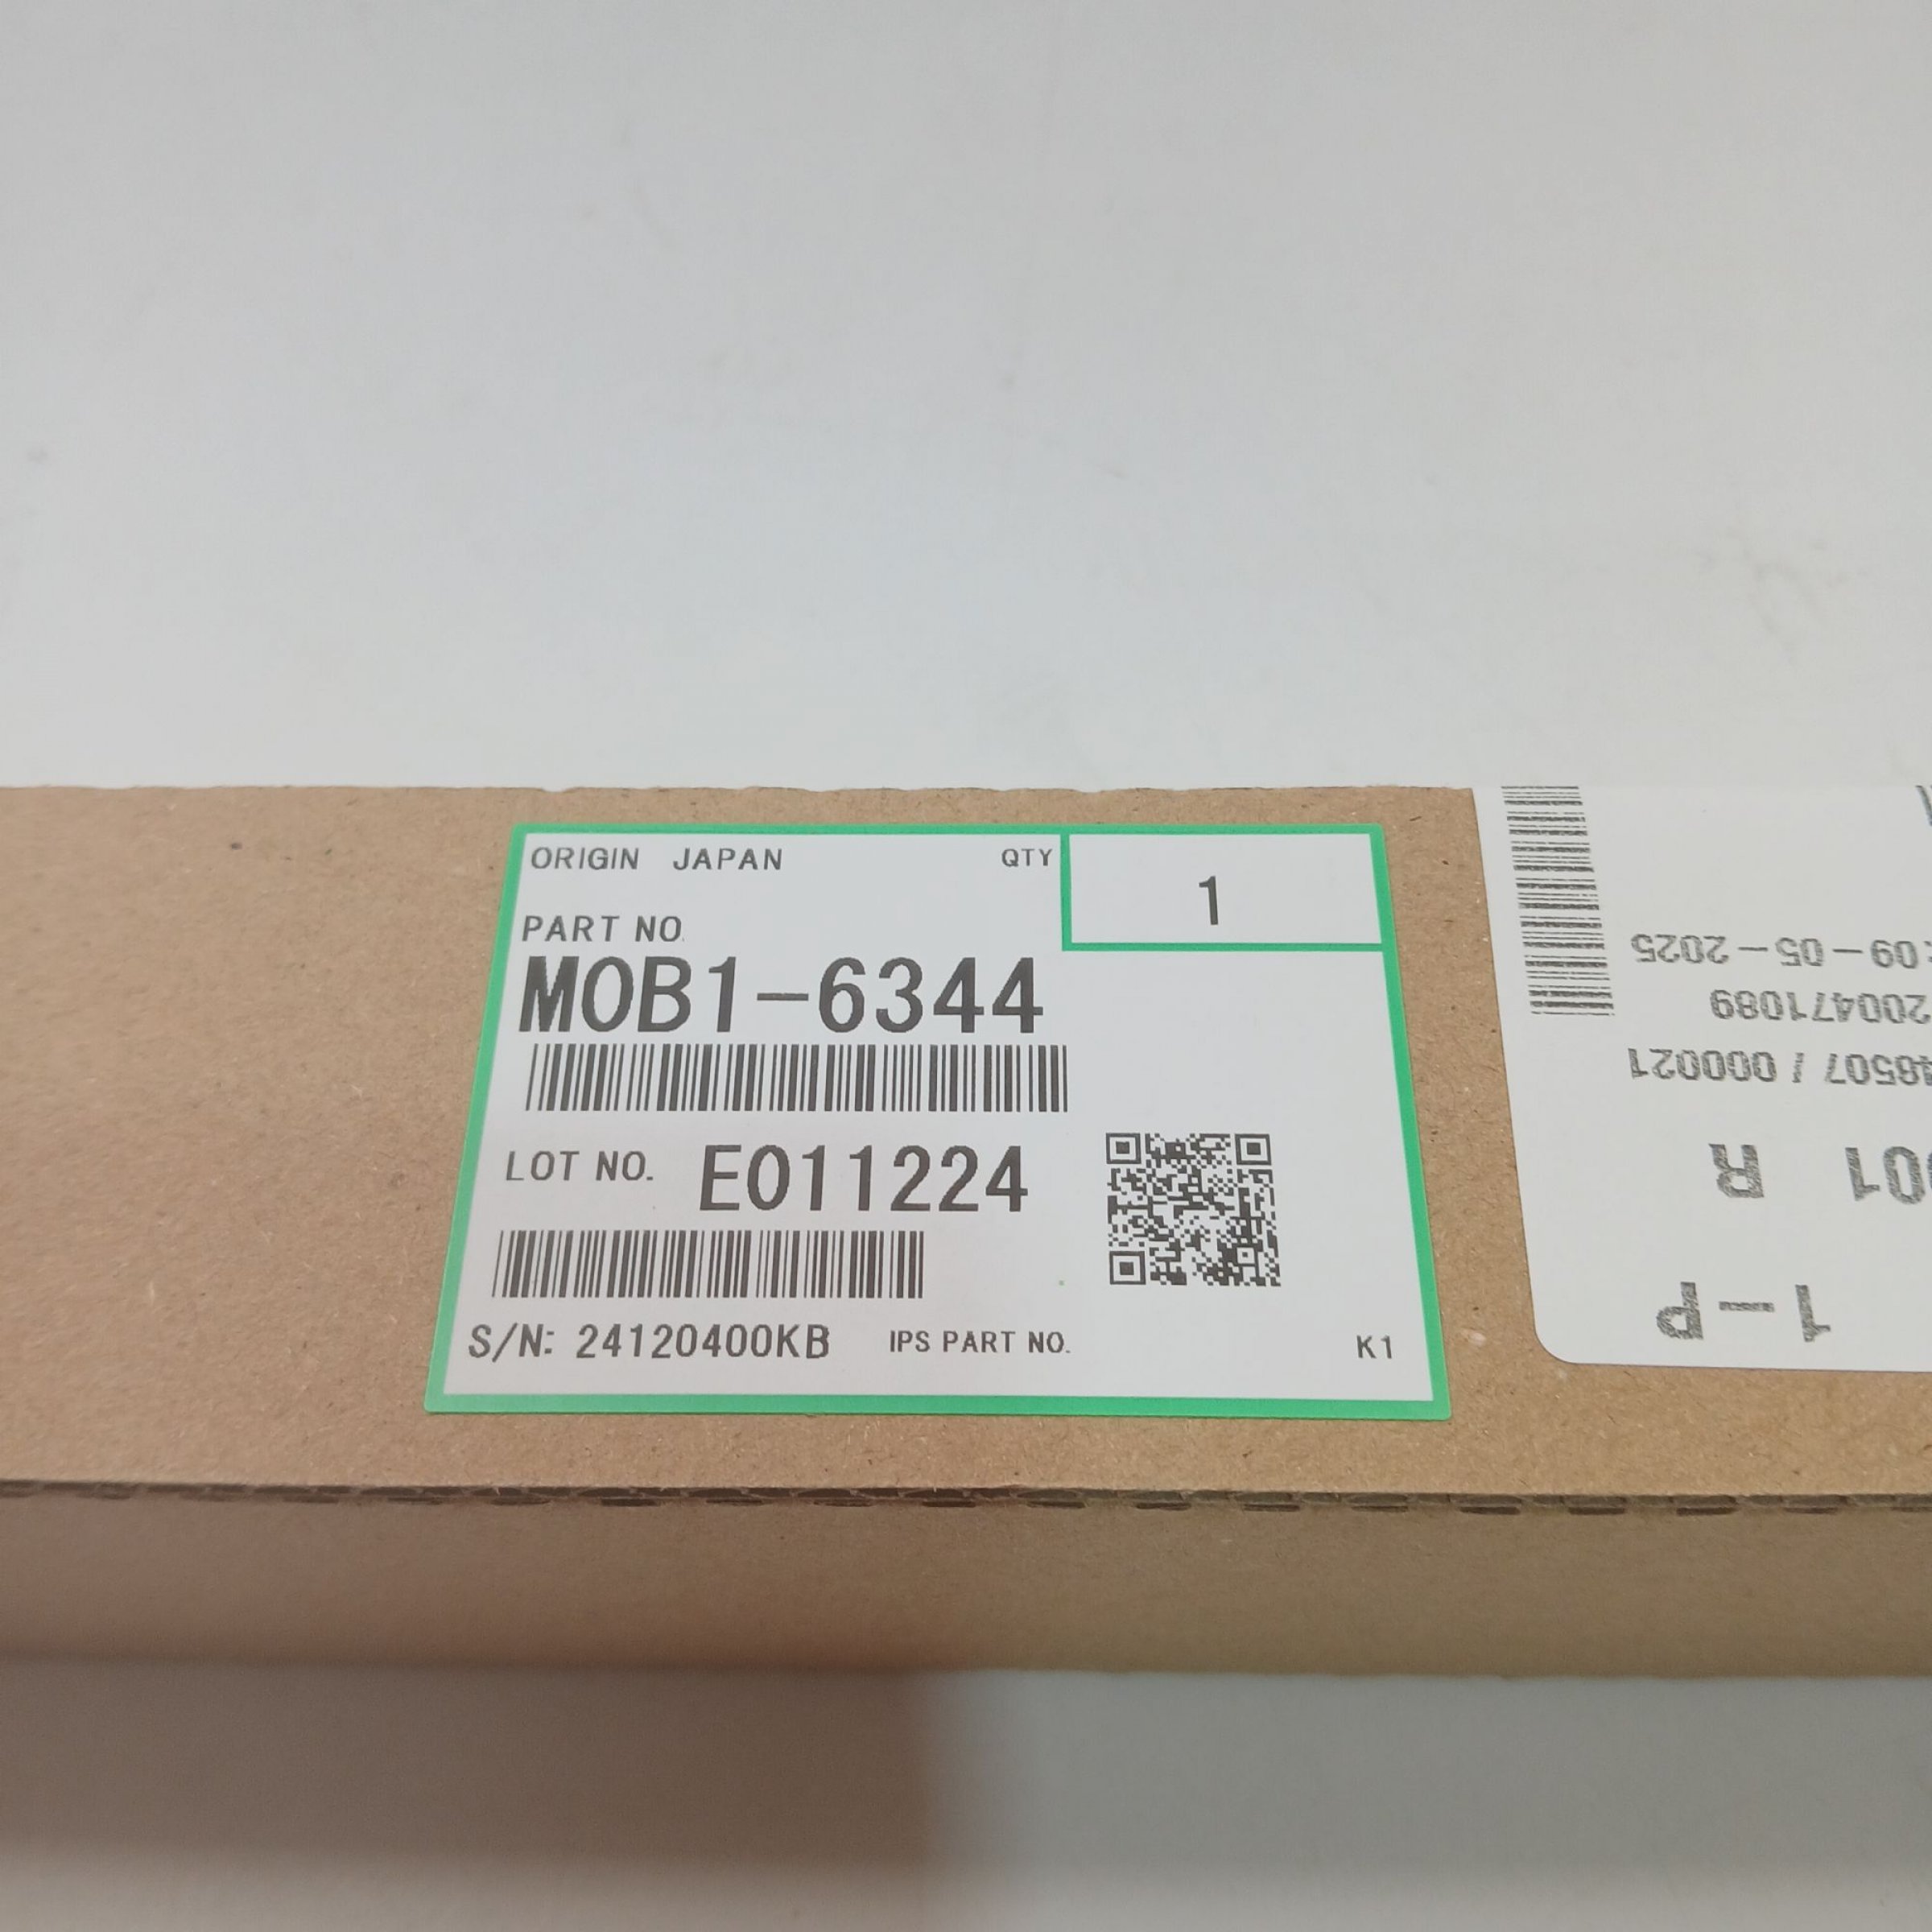 ORIGIN JAPAN
QTY
1
PART NO.
M0B1-6344
LOT NO. E011224
S/N: 24120400KB
IPS PART NO.
K1
1-P
R
09-05-2025
200471089
/ 000021